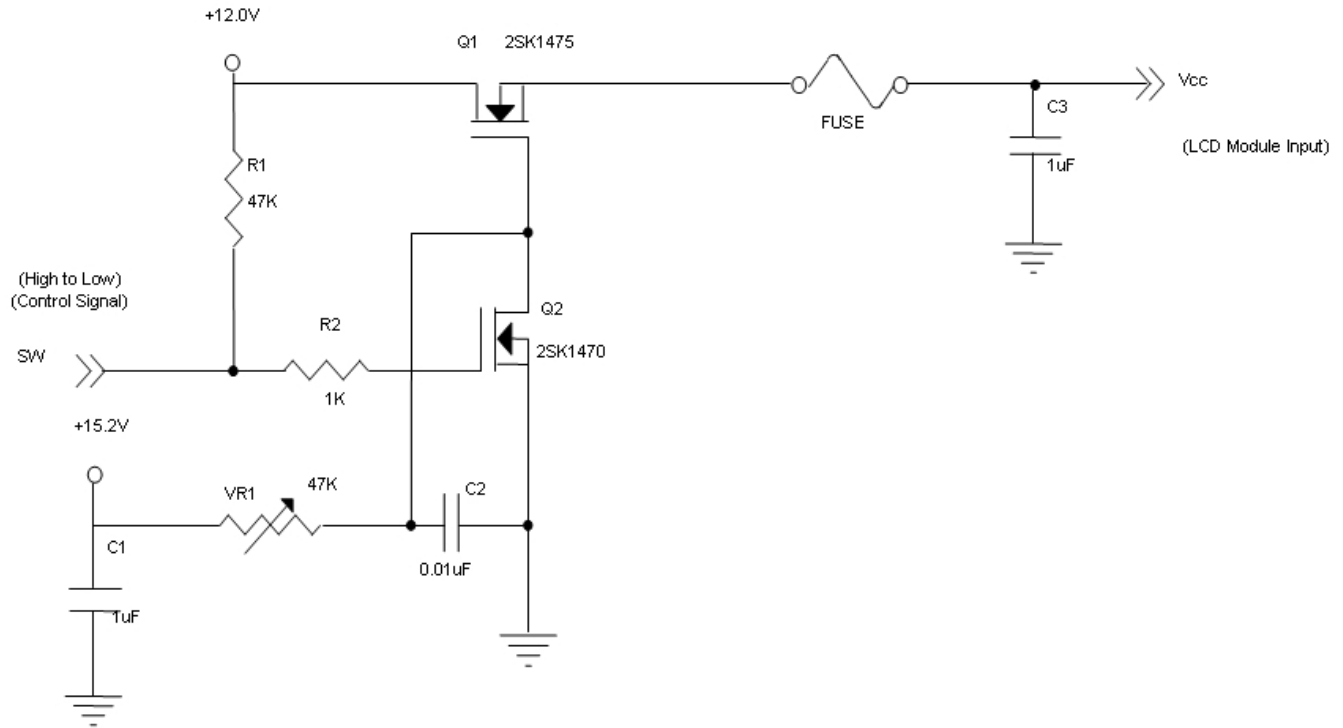 +12.0V
Q1 2SK1475
Vcc
C3
FUSE
(LCD Module Input)
1uF
R1
47K
(High to Low)
(Control Signal)
Q2
R2
SW
2SK1470
1K
+15.2V
VR1 47K C2
C1
0.01uF
1uF